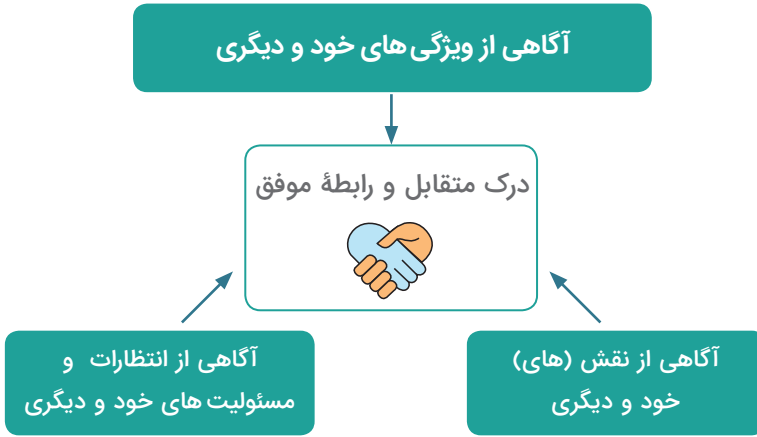 آگاهی از ویژگی‌های خود و دیگری
درک متقابل و رابطۀ موفق
آگاهی از نقش (های)
خود و دیگری
آگاهی از انتظارات و
مسئولیت‌های خود و دیگری